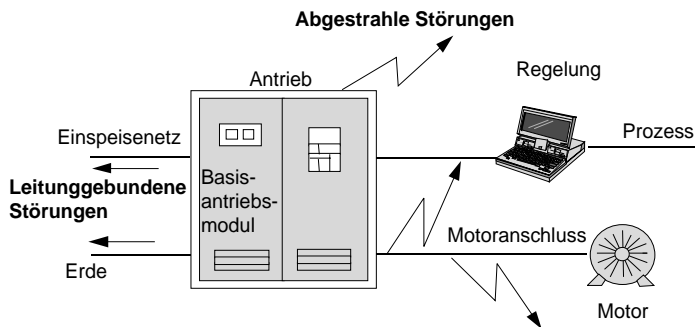 Abgestrahle Störungen
Antrieb
Regelung
Einspeisenetz
Prozess
Leitunggebundene
Störungen
Basis-
antriebs-
modul
Motoranschluss
Erde
Motor